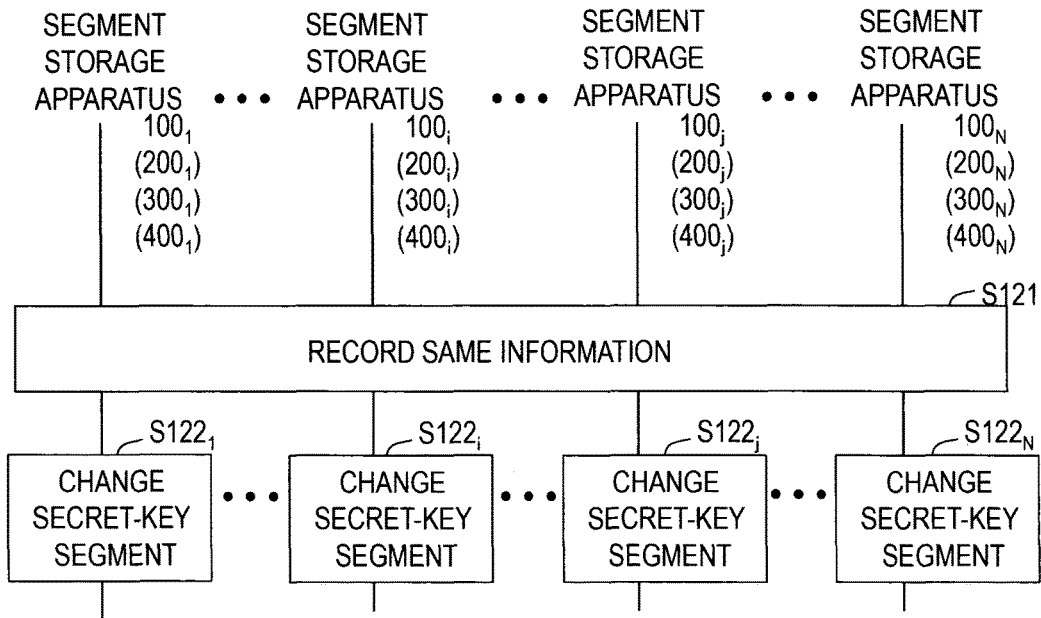 SEGMENT STORAGE APPARATUS
100₁
(200₁)
(300₁)
(400₁)
• • •
SEGMENT STORAGE APPARATUS
100ᵢ
(200ᵢ)
(300ᵢ)
(400ᵢ)
• • •
SEGMENT STORAGE APPARATUS
100ⱼ
(200ⱼ)
(300ⱼ)
(400ⱼ)
• • •
SEGMENT STORAGE APPARATUS
100_N
(200_N)
(300_N)
(400_N)
S121
RECORD SAME INFORMATION
S122₁
CHANGE
SECRET-KEY
SEGMENT
• • •
S122ᵢ
CHANGE
SECRET-KEY
SEGMENT
• • •
S122ⱼ
CHANGE
SECRET-KEY
SEGMENT
• • •
S122_N
CHANGE
SECRET-KEY
SEGMENT